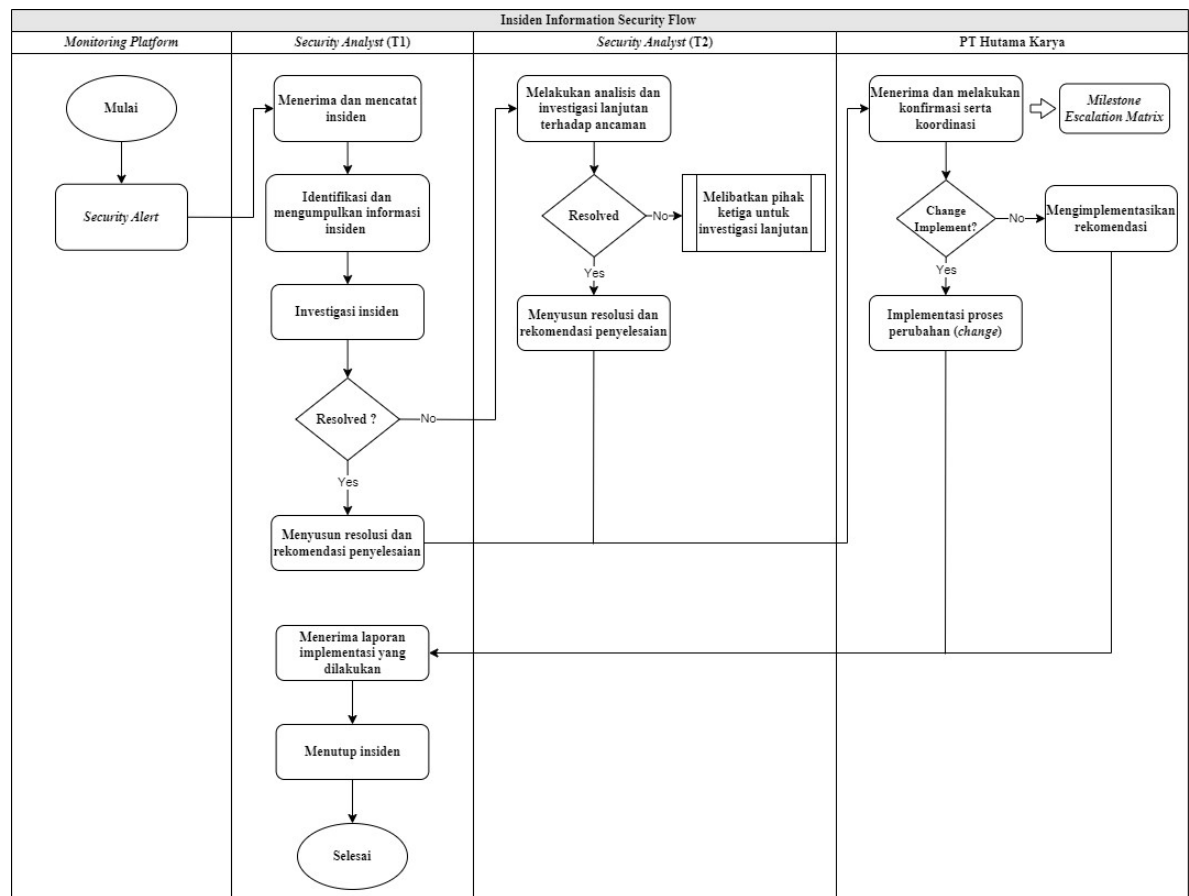 Insiden Information Security Flow
Monitoring Platform
Security Analyst (T1)
Security Analyst (T2)
PT Hutama Karya
Mulai
Security Alert
Menerima dan mencatat
insiden
Identifikasi dan
mengumpulkan informasi
insiden
Investigasi insiden
Resolved ?
No
Yes
Menyusun resolusi dan
rekomendasi penyelesaian
Melakukan analisis dan
investigasi lanjutan
terhadap ancaman
Resolved
No
Melibatkan pihak
ketiga untuk
investigasi lanjutan
Yes
Menyusun resolusi dan
rekomendasi penyelesaian
Menerima dan melakukan
konfirmasi serta
koordinasi
Milestone
Escalation Matrix
Change
Implement?
No
Mengimplementasikan
rekomendasi
Yes
Implementasi proses
perubahan (change)
Menerima laporan
implementasi yang
dilakukan
Menutup insiden
Selesai